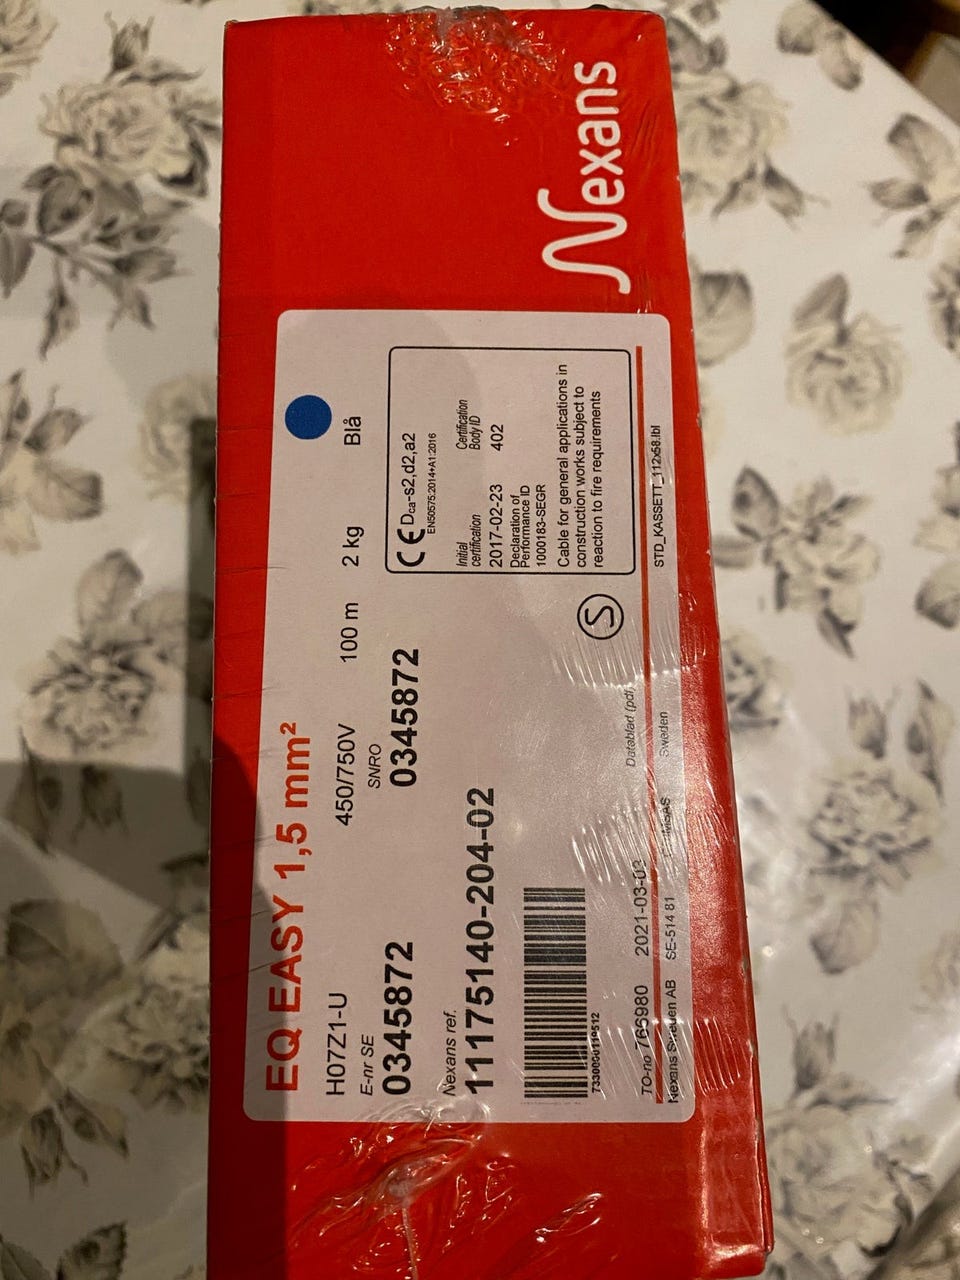 Nexans
EQ EASY 1,5 mm²
H07Z1-U 450/750V 100 m 2 kg Blå
E-nr SE SNRO
0345872 0345872
Nexans ref.
11175140-204-02
CE Dca-s2,d2,a2
EN50575:2014+A1:2016
Initial certification
Certification Body ID
2017-02-23 402
Declaration of Performance ID
1000183-SEGR
Cable for general applications in
construction works subject to
reaction to fire requirements
S
TO-no 766980 2021-03-03 Datablad (pdf)
STD_KASSETT_112x58.lbl
Nexans Sweden AB SE-514 81 Sweden